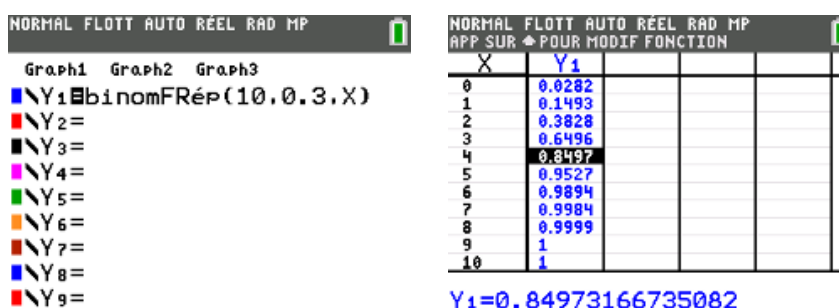 NORMAL FLOTT AUTO RÉEL RAD MP
Graph1 Graph2 Graph3
\Y1=binomFRép(10,0.3,X)
\Y2=
\Y3=
\Y4=
\Y5=
\Y6=
\Y7=
\Y8=
\Y9=
NORMAL FLOTT AUTO RÉEL RAD MP
APP SUR ⬆ POUR MODIF FONCTION
X Y1
0 0.0282
1 0.1493
2 0.3828
3 0.6496
4 0.8497
5 0.9527
6 0.9894
7 0.9984
8 0.9999
9 1
10 1
Y1=0.84973166735082